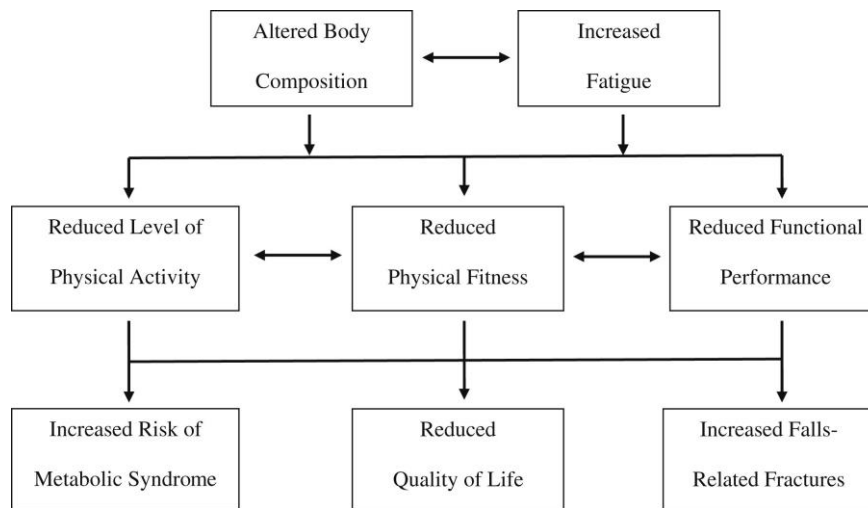 Altered Body
Composition
Increased
Fatigue
Reduced Level of
Physical Activity
Reduced
Physical Fitness
Reduced Functional
Performance
Increased Risk of
Metabolic Syndrome
Reduced
Quality of Life
Increased Falls-
Related Fractures